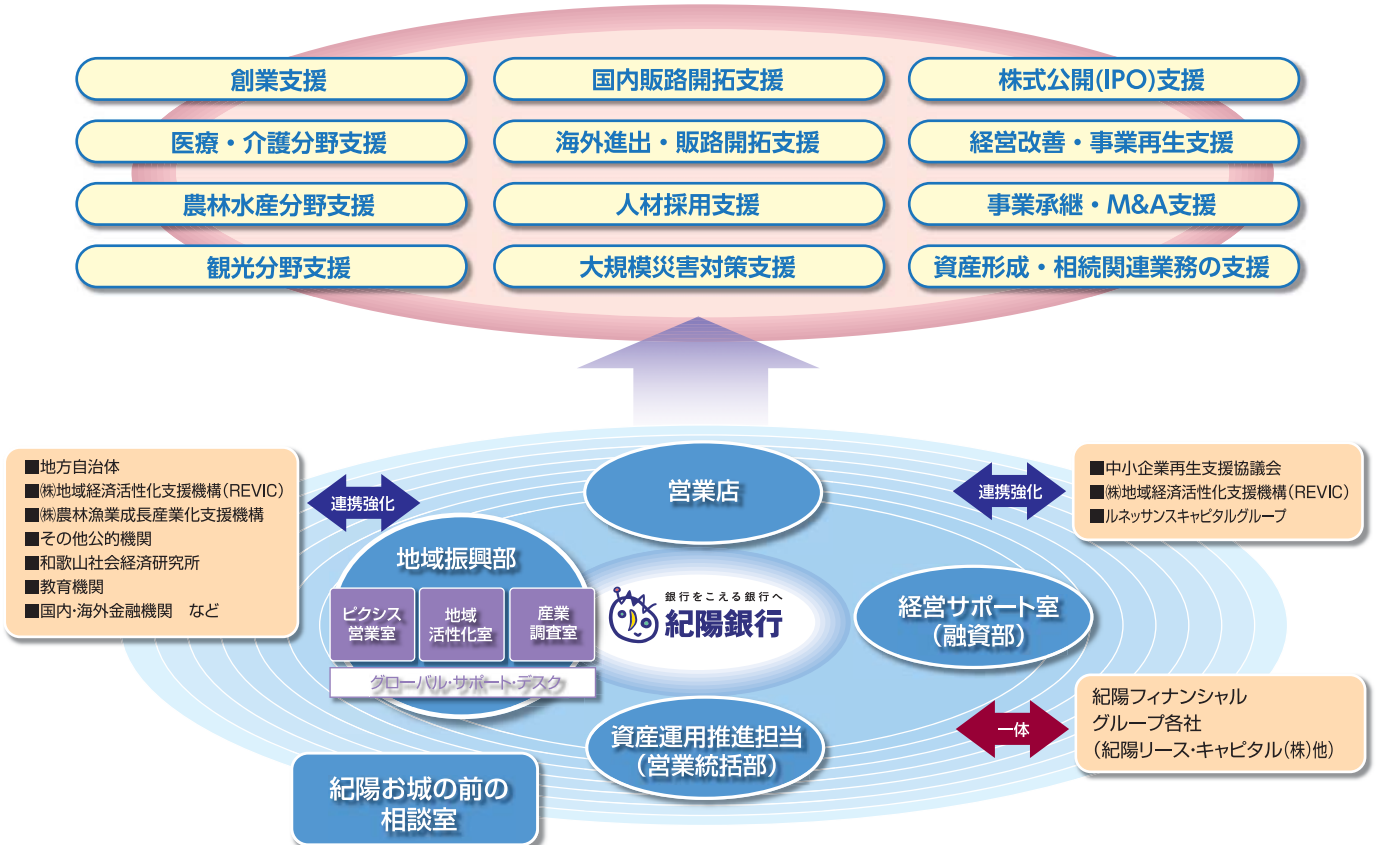 創業支援
国内販路開拓支援
株式公開(IPO)支援
医療・介護分野支援
海外進出・販路開拓支援
経営改善・事業再生支援
農林水産分野支援
人材採用支援
事業承継・M&A支援
観光分野支援
大規模災害対策支援
資産形成・相続関連業務の支援
■地方自治体
■㈱地域経済活性化支援機構(REVIC)
■㈱農林漁業成長産業化支援機構
■その他公的機関
■和歌山社会経済研究所
■教育機関
■国内・海外金融機関　など
連携強化
営業店
連携強化
■中小企業再生支援協議会
■㈱地域経済活性化支援機構(REVIC)
■ルネッサンスキャピタルグループ
地域振興部
ピクシス
営業室
地域
活性化室
産業
調査室
グローバル・サポート・デスク
銀行をこえる銀行へ
紀陽銀行
経営サポート室
(融資部)
資産運用推進担当
(営業統括部)
一体
紀陽フィナンシャル
グループ各社
(紀陽リース・キャピタル(株)他)
紀陽お城の前の
相談室